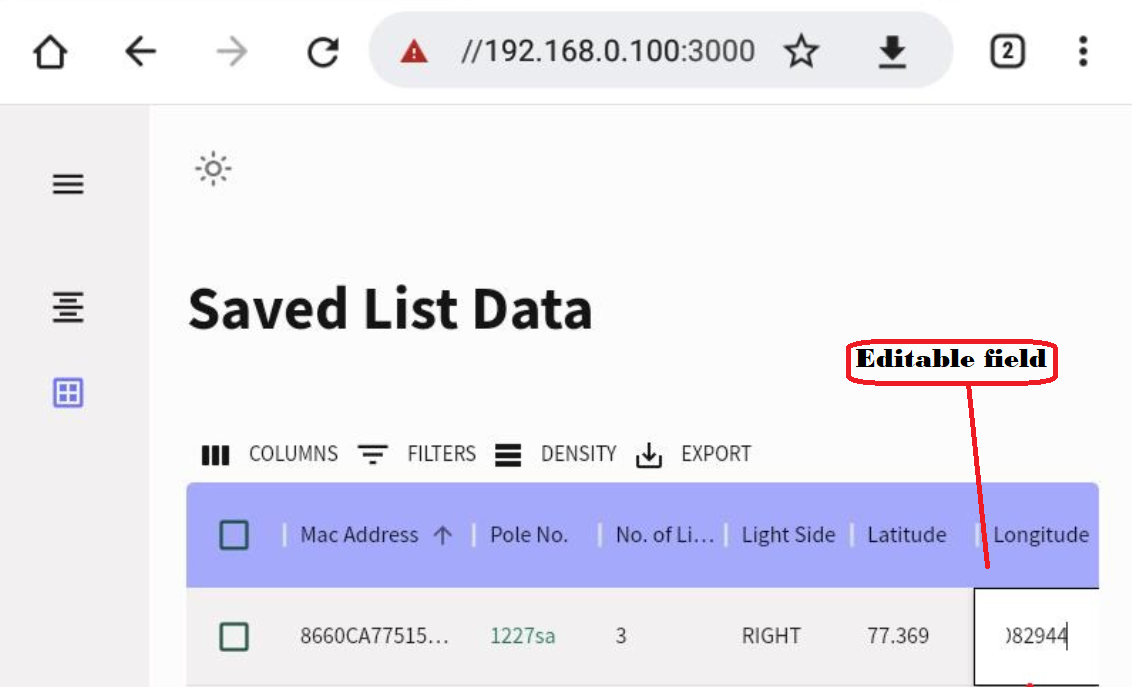 //192.168.0.100:3000
2
Saved List Data
Editable field
COLUMNS FILTERS DENSITY EXPORT
Mac Address Pole No. No. of Li... Light Side Latitude Longitude
8660CA77515... 1227sa 3 RIGHT 77.369 082944